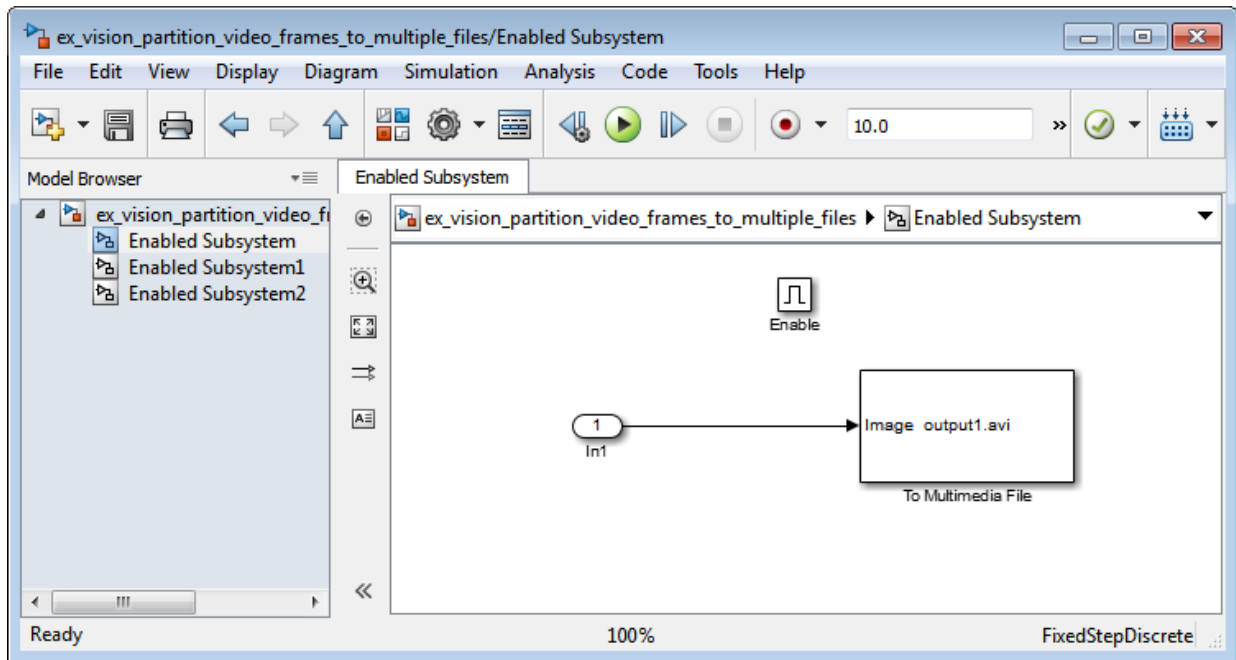 ex_vision_partition_video_frames_to_multiple_files/Enabled Subsystem
File Edit View Display Diagram Simulation Analysis Code Tools Help
10.0 »
Model Browser
Enabled Subsystem
ex_vision_partition_video_fr
Enabled Subsystem
Enabled Subsystem1
Enabled Subsystem2
ex_vision_partition_video_frames_to_multiple_files Enabled Subsystem
Enable
1
In1
Image output1.avi
To Multimedia File
Ready 100% FixedStepDiscrete